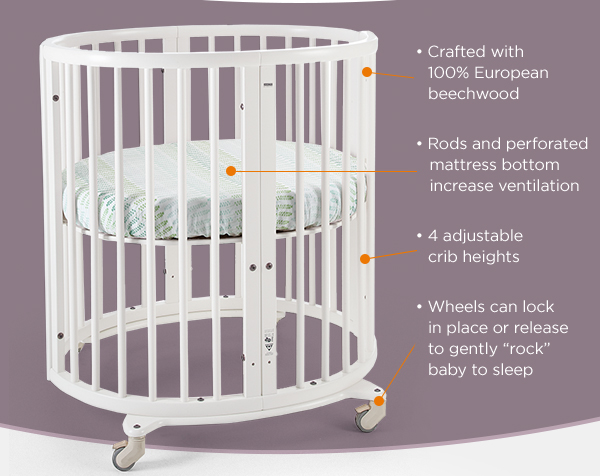 • Crafted with
100% European
beechwood
• Rods and perforated
mattress bottom
increase ventilation
• 4 adjustable
crib heights
• Wheels can lock
in place or release
to gently “rock”
baby to sleep